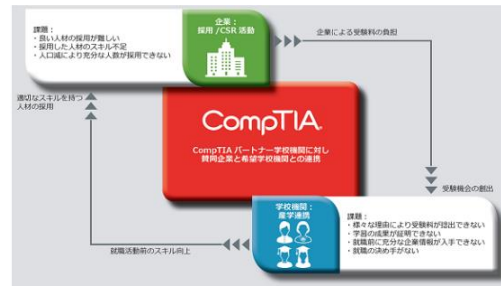 課題：
・良い人材の採用が難しい
・採用した人材のスキル不足
・人口減により充分な人数が採用できない
企業：
採用/CSR 活動
企業による受験料の負担
適切なスキルを持つ
人材の採用
CompTIA.
CompTIA パートナー学校機関に対し
賛同企業と希望学校機関との連携
受験機会の創出
学校機関：
産学連携
課題：
・様々な理由により受験料が捻出できない
・学習の成果が証明できない
・就職前に充分な企業情報が入手できない
・就職の決め手がない
就職活動前のスキル向上